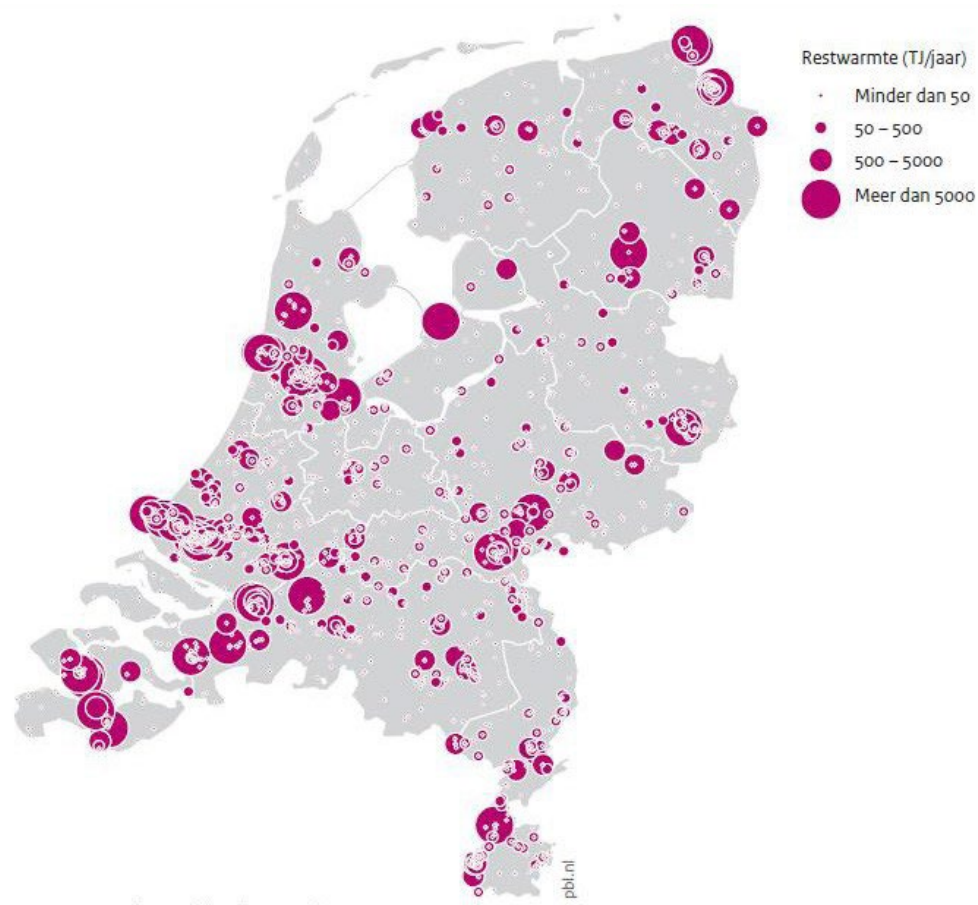 Restwarmte (TJ/jaar)
Minder dan 50
50 – 500
500 – 5000
Meer dan 5000
pbl.nl